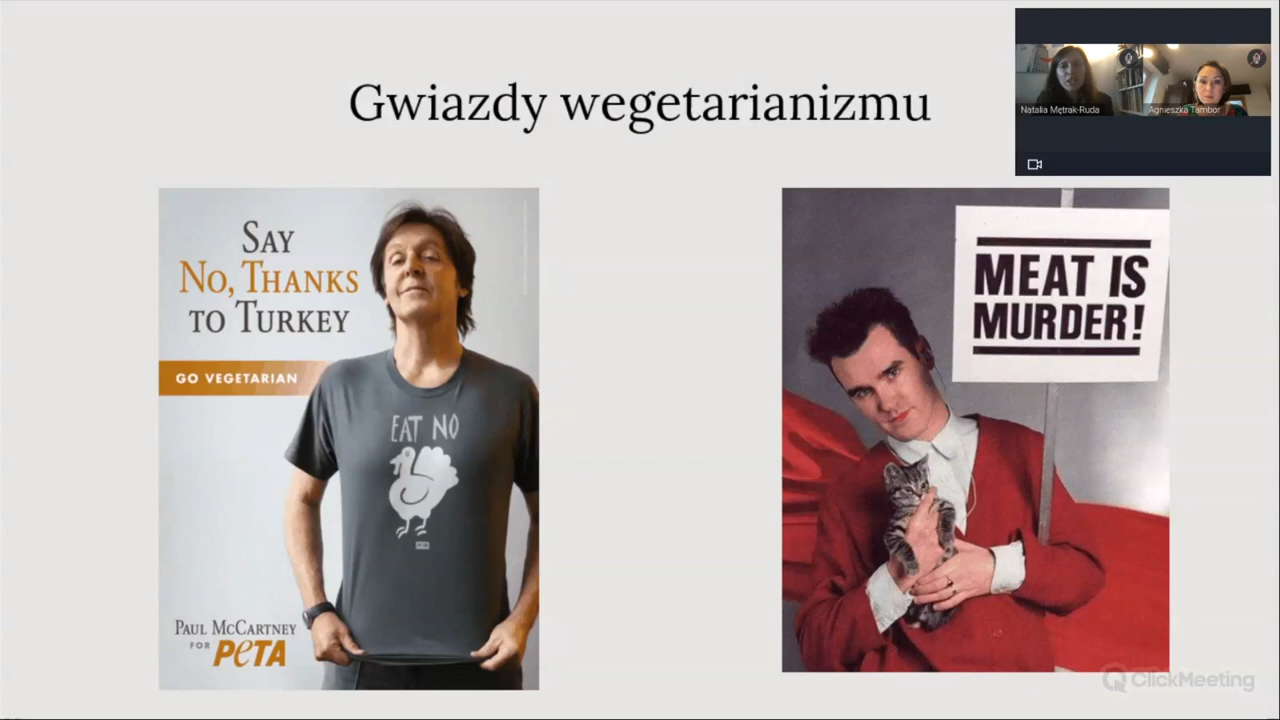 Gwiazdy wegetarianizmu
Natalia Mętrak-Ruda
Agnieszka Tambor
SAY
NO, THANKS
TO TURKEY
GO VEGETARIAN
EAT NO
PAUL MCCARTNEY
FOR PETA
MEAT IS
MURDER!
ClickMeeting